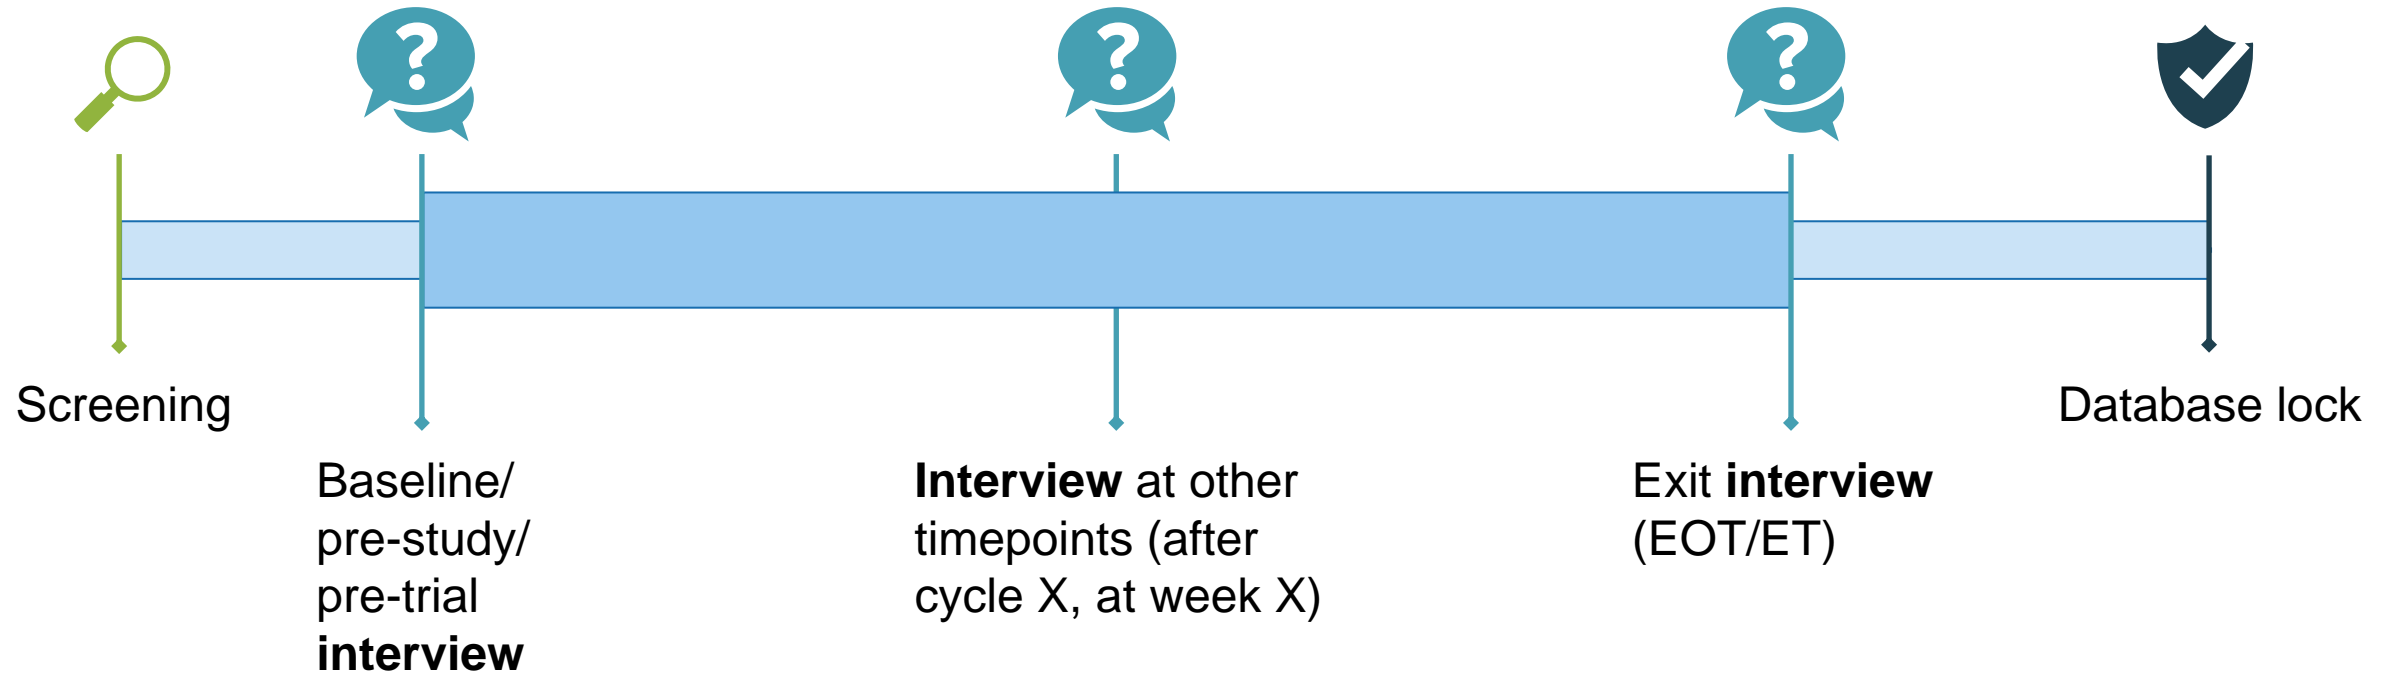 Screening
Baseline/
pre-study/
pre-trial
interview
Interview at other
timepoints (after
cycle X, at week X)
Exit interview
(EOT/ET)
Database lock